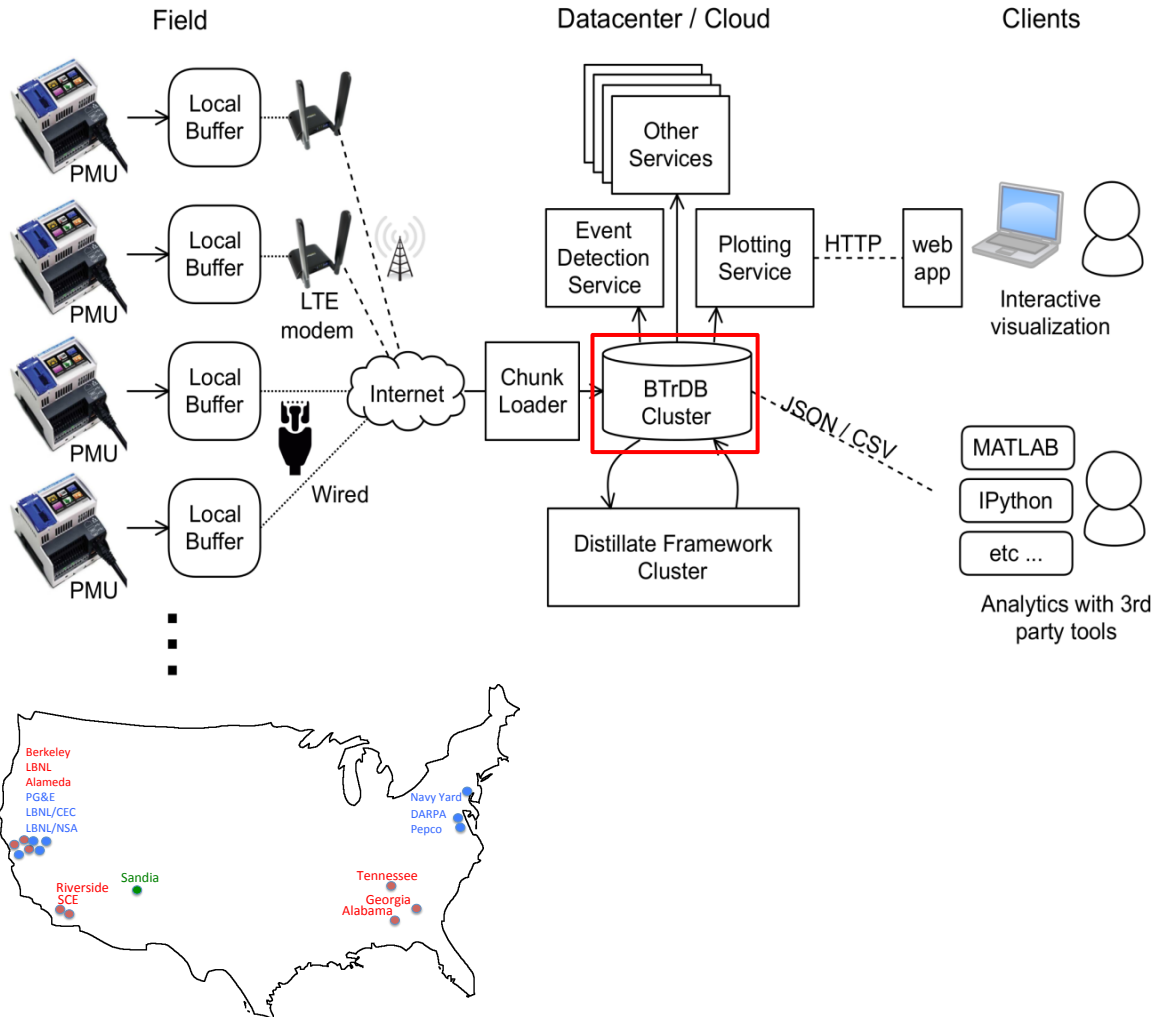 Field
Datacenter / Cloud
Clients
Local
Buffer
PMU
Local
Buffer
PMU
LTE
modem
Local
Buffer
PMU
Wired
Local
Buffer
PMU
Internet
Chunk
Loader
Other
Services
Event
Detection
Service
Plotting
Service
HTTP
web
app
Interactive
visualization
BTrDB
Cluster
JSON / CSV
Distillate Framework
Cluster
MATLAB
IPython
etc ...
Analytics with 3rd
party tools
Berkeley
LBNL
Alameda
PG&E
LBNL/CEC
LBNL/NSA
Riverside
SCE
Sandia
Navy Yard
DARPA
Pepco
Tennessee
Georgia
Alabama